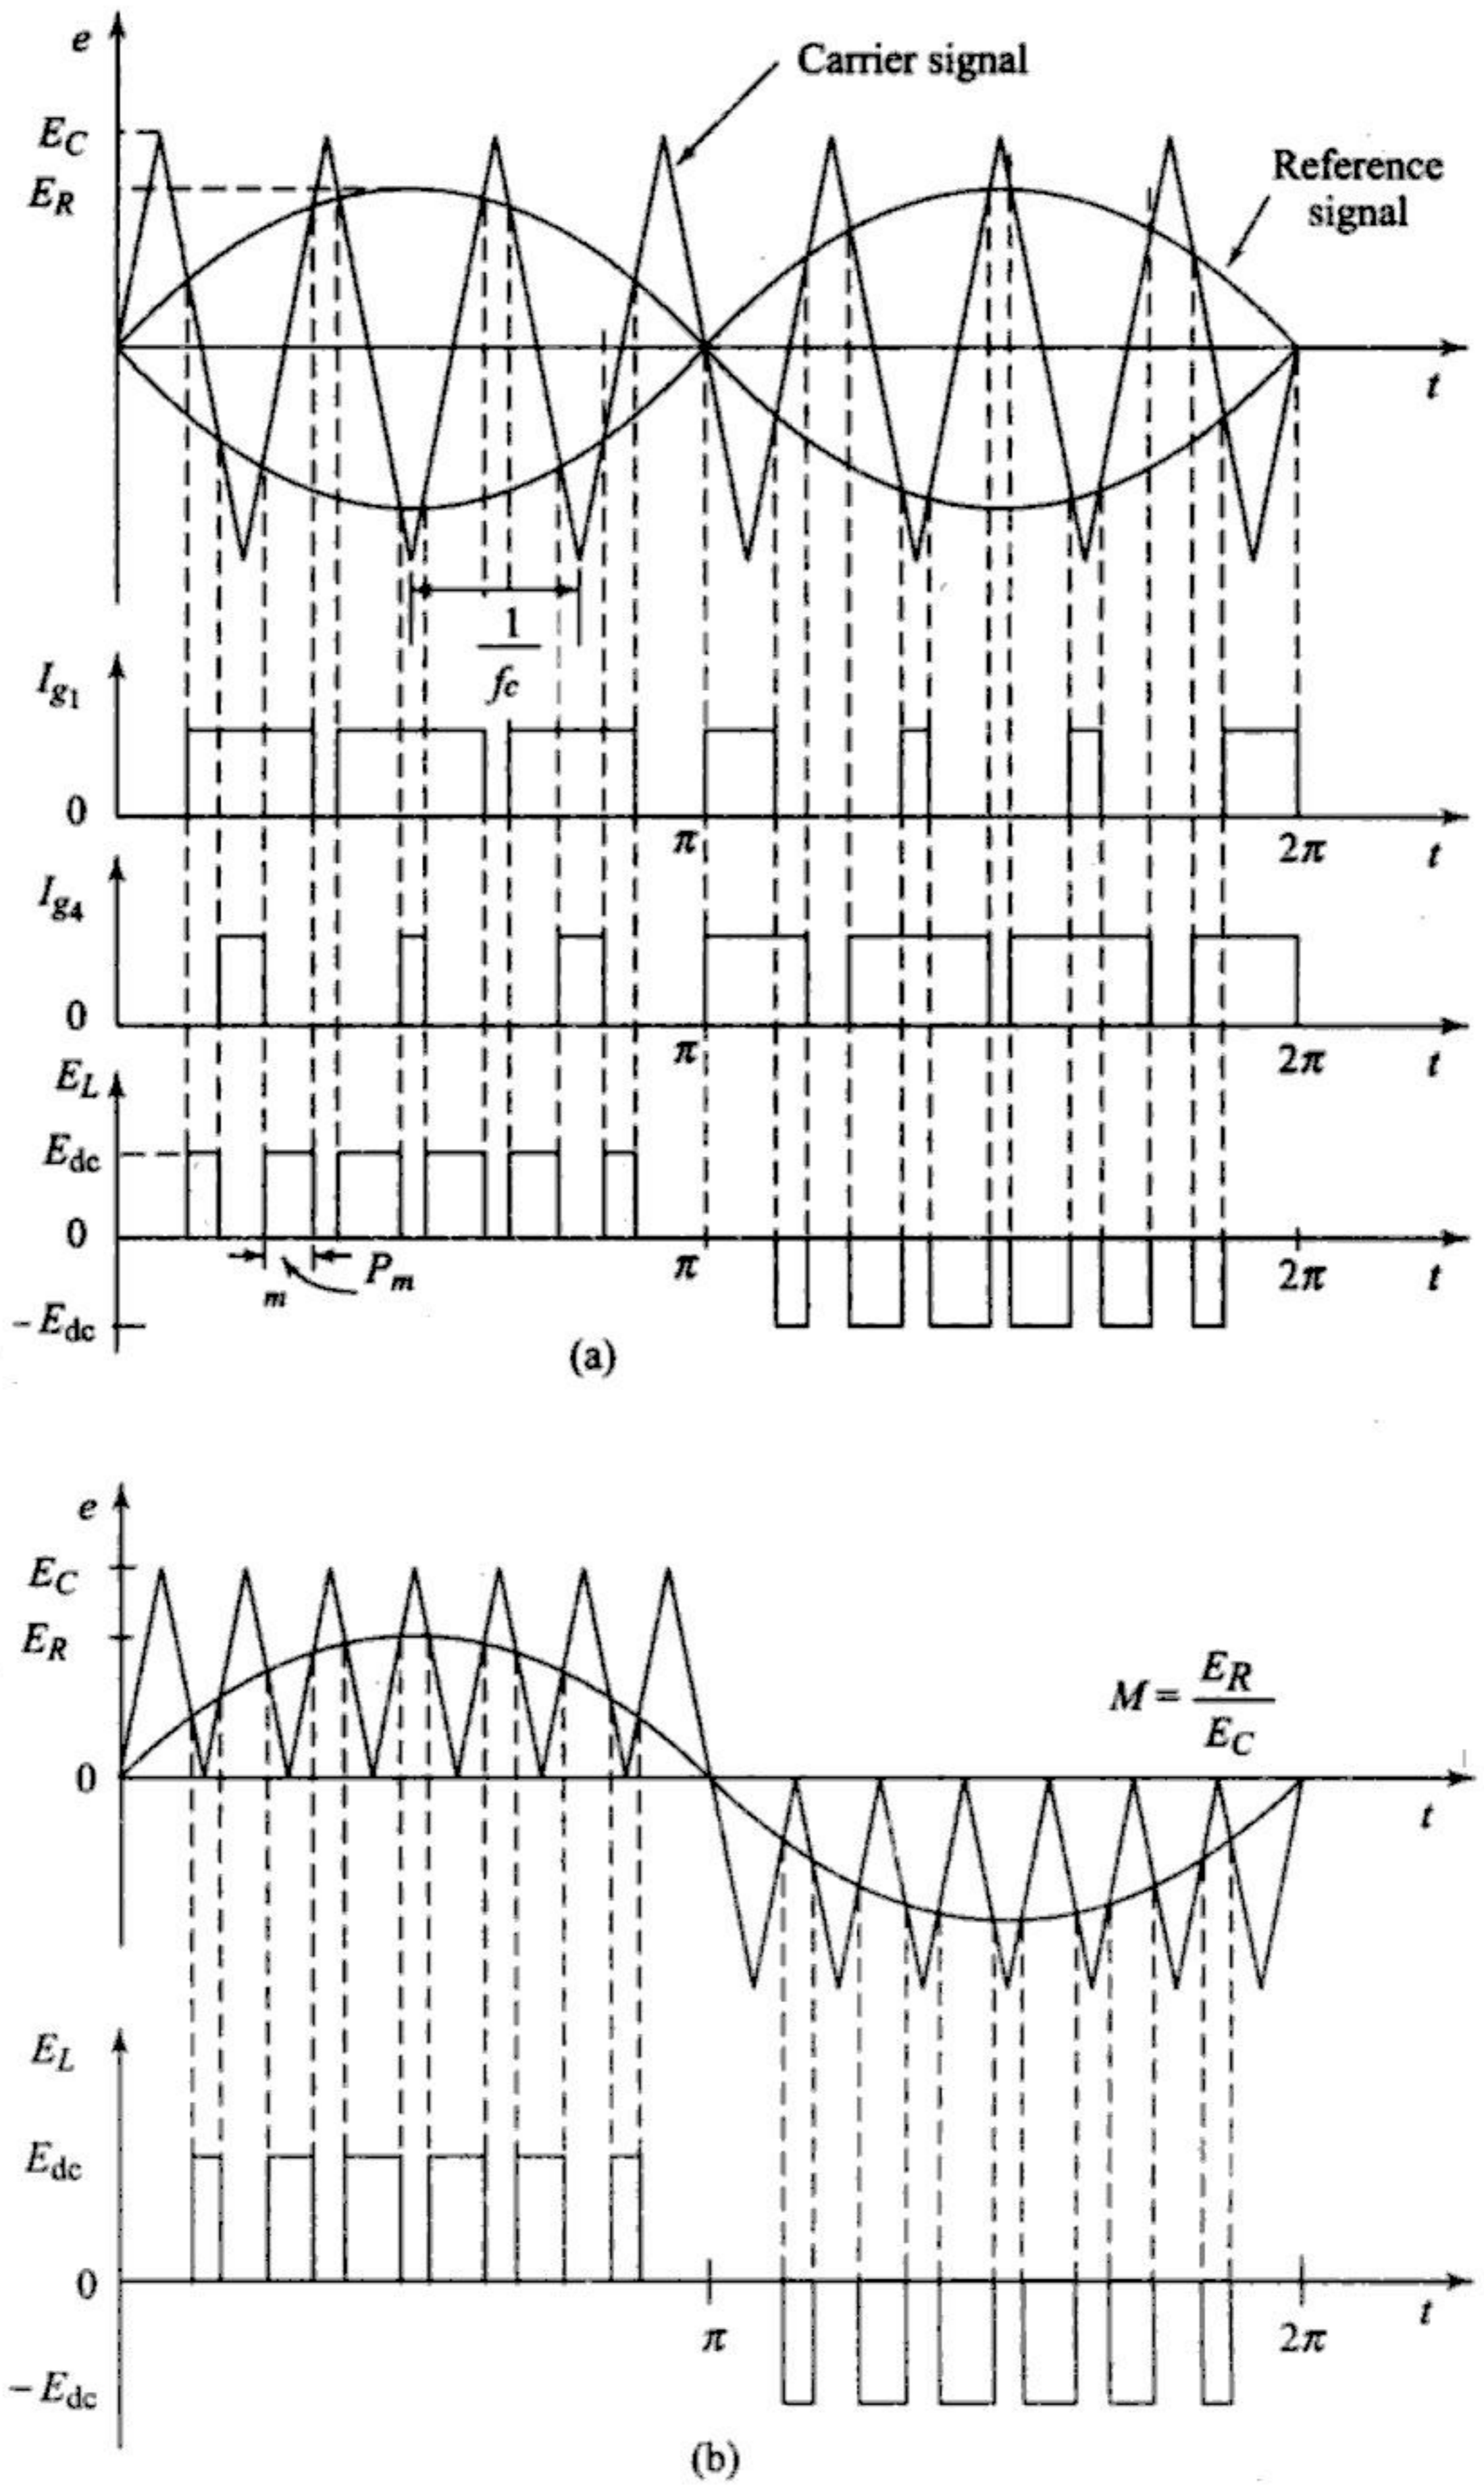 e
Carrier signal
E_C
E_R
Reference
signal
t
1
f_c
I_g1
0
π
2π
t
I_g4
0
π
2π
t
E_L
E_dc
0
π
2π
t
m
P_m
-E_dc
(a)
e
E_C
E_R
M = E_R
E_C
0
t
E_L
E_dc
0
π
2π
t
-E_dc
(b)